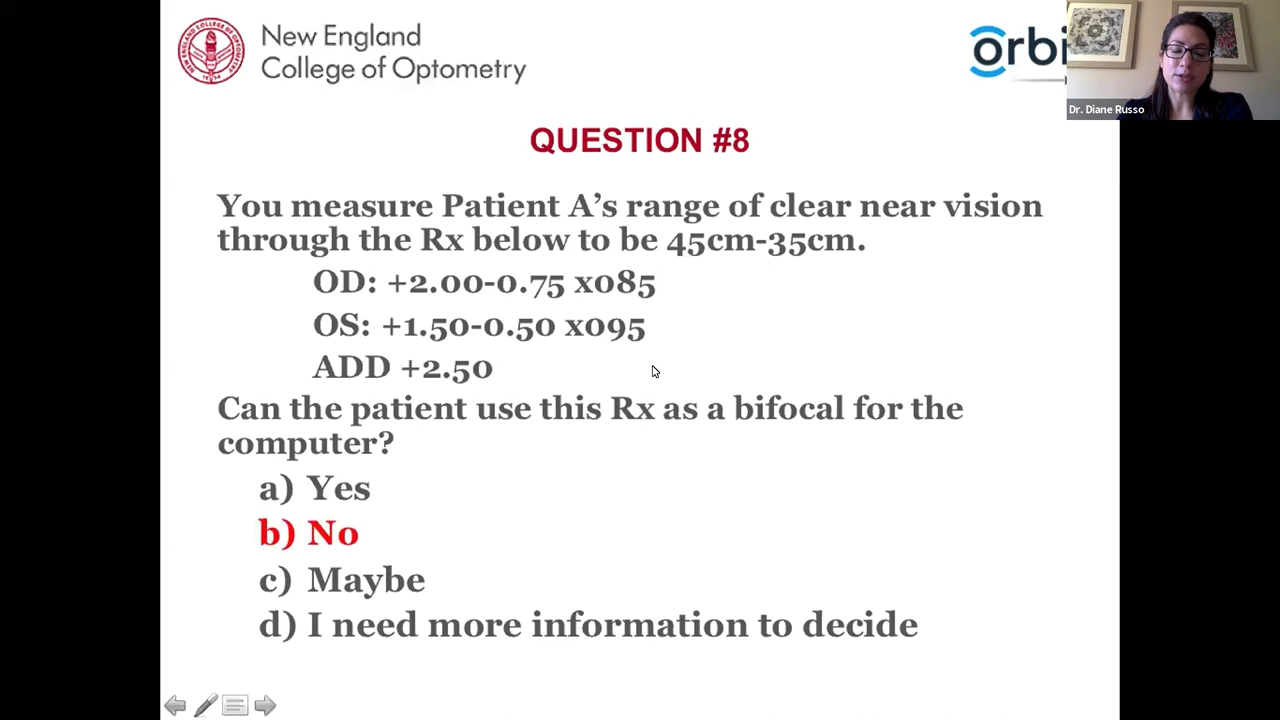 New England
College of Optometry
orbi
Dr. Diane Russo
QUESTION #8
You measure Patient A’s range of clear near vision
through the Rx below to be 45cm-35cm.
OD: +2.00-0.75 x085
OS: +1.50-0.50 x095
ADD +2.50
Can the patient use this Rx as a bifocal for the
computer?
a) Yes
b) No
c) Maybe
d) I need more information to decide